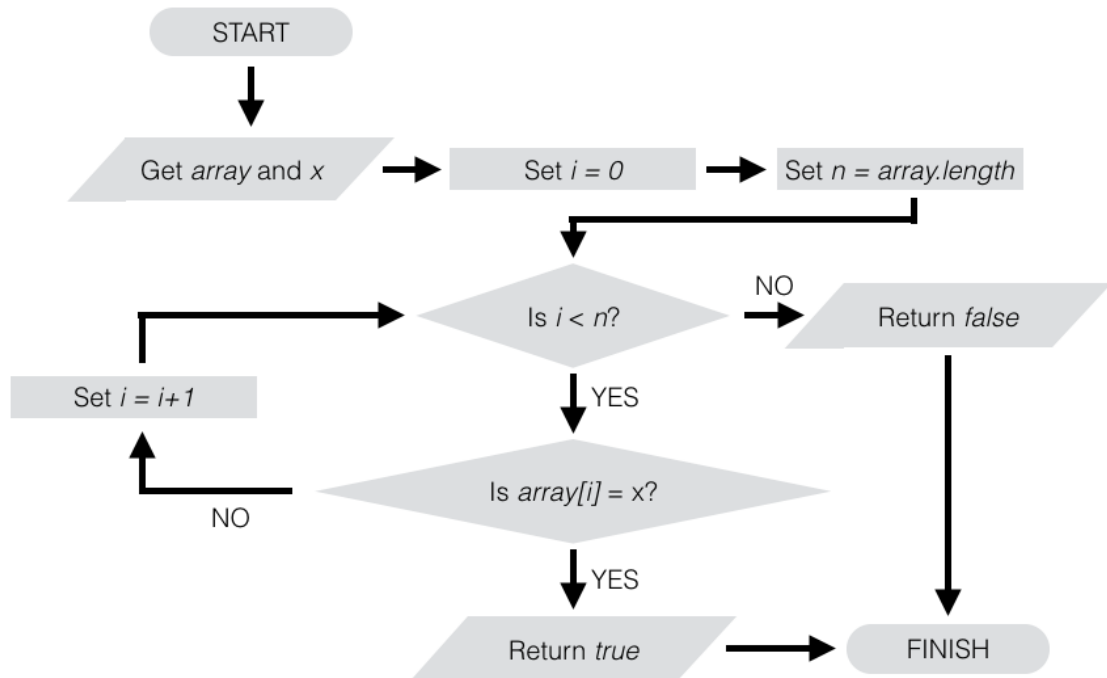 START
Get array and x
Set i = 0
Set n = array.length
Is i < n?
NO
Return false
Set i = i+1
YES
Is array[i] = x?
NO
YES
Return true
FINISH